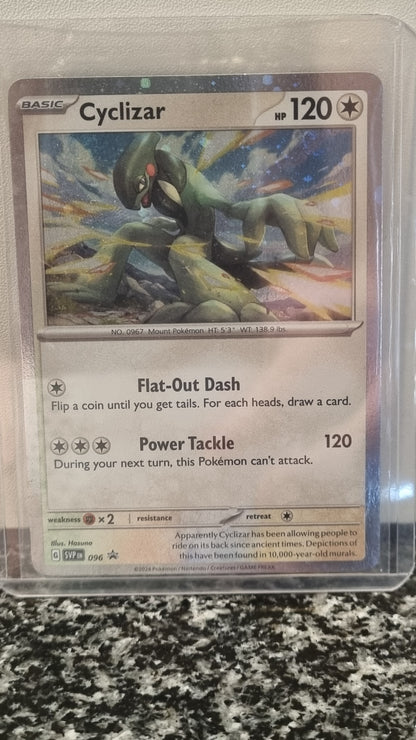 BASIC Cyclizar HP 120
NO. 0967 Mount Pokémon HT: 5'3" WT: 138.9 lbs.
Flat-Out Dash
Flip a coin until you get tails. For each heads, draw a card.
Power Tackle 120
During your next turn, this Pokémon can't attack.
weakness ×2 resistance retreat
Illus. Hasuno
G SVP EN 096
Apparently Cyclizar has been allowing people to
ride on its back since ancient times. Depictions of
this have been found in 10,000-year-old murals.
©2024 Pokémon / Nintendo / Creatures / GAME FREAK